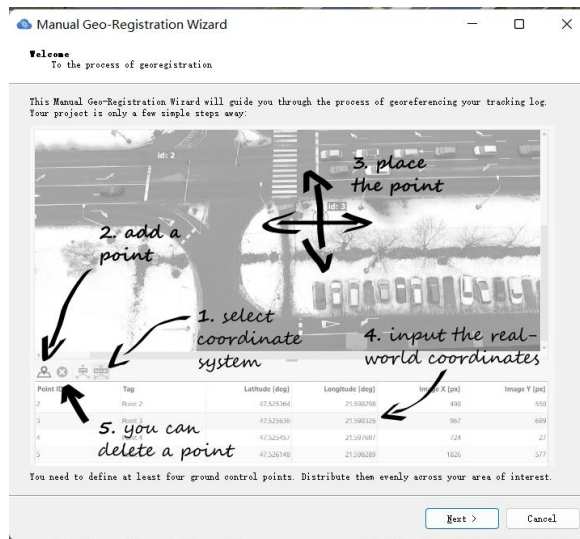 Manual Geo-Registration Wizard
Welcome
To the process of georegistration
This Manual Geo-Registration Wizard will guide you through the process of georeferencing your tracking log.
Your project is only a few simple steps away:
id: 2
3. place
the point
id: 3
2. add a
point
1. select
coordinate
system
4. input the real-
world coordinates
Point ID Tag Latitude [deg] Longitude [deg] Image X [px] Image Y [px]
2 Point 2 47.525364 21.598298 498 558
3 Point 3 47.525636 21.598326 967 699
4 Point 4 47.525457 21.597697 724 27
5 47.526148 21.598289 1826 577
5. you can
delete a point
You need to define at least four ground control points. Distribute them evenly across your area of interest.
Next >
Cancel